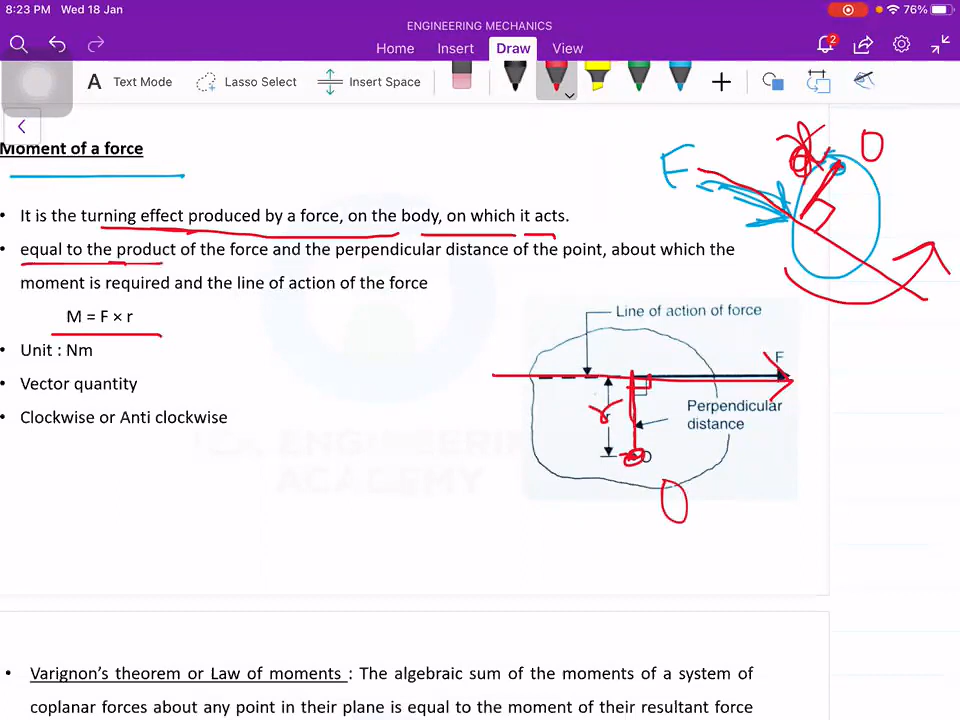 8:23 PM Wed 18 Jan
76%
ENGINEERING MECHANICS
Home Insert Draw View
2
A Text Mode Lasso Select Insert Space
Moment of a force
• It is the turning effect produced by a force, on the body, on which it acts.
• equal to the product of the force and the perpendicular distance of the point, about which the
moment is required and the line of action of the force
M = F × r
• Unit : Nm
• Vector quantity
• Clockwise or Anti clockwise
F
d
O
Line of action of force
F
r
Perpendicular
distance
O
O
ENGINEERIN
ACADEMY
• Varignon's theorem or Law of moments : The algebraic sum of the moments of a system of
coplanar forces about any point in their plane is equal to the moment of their resultant force